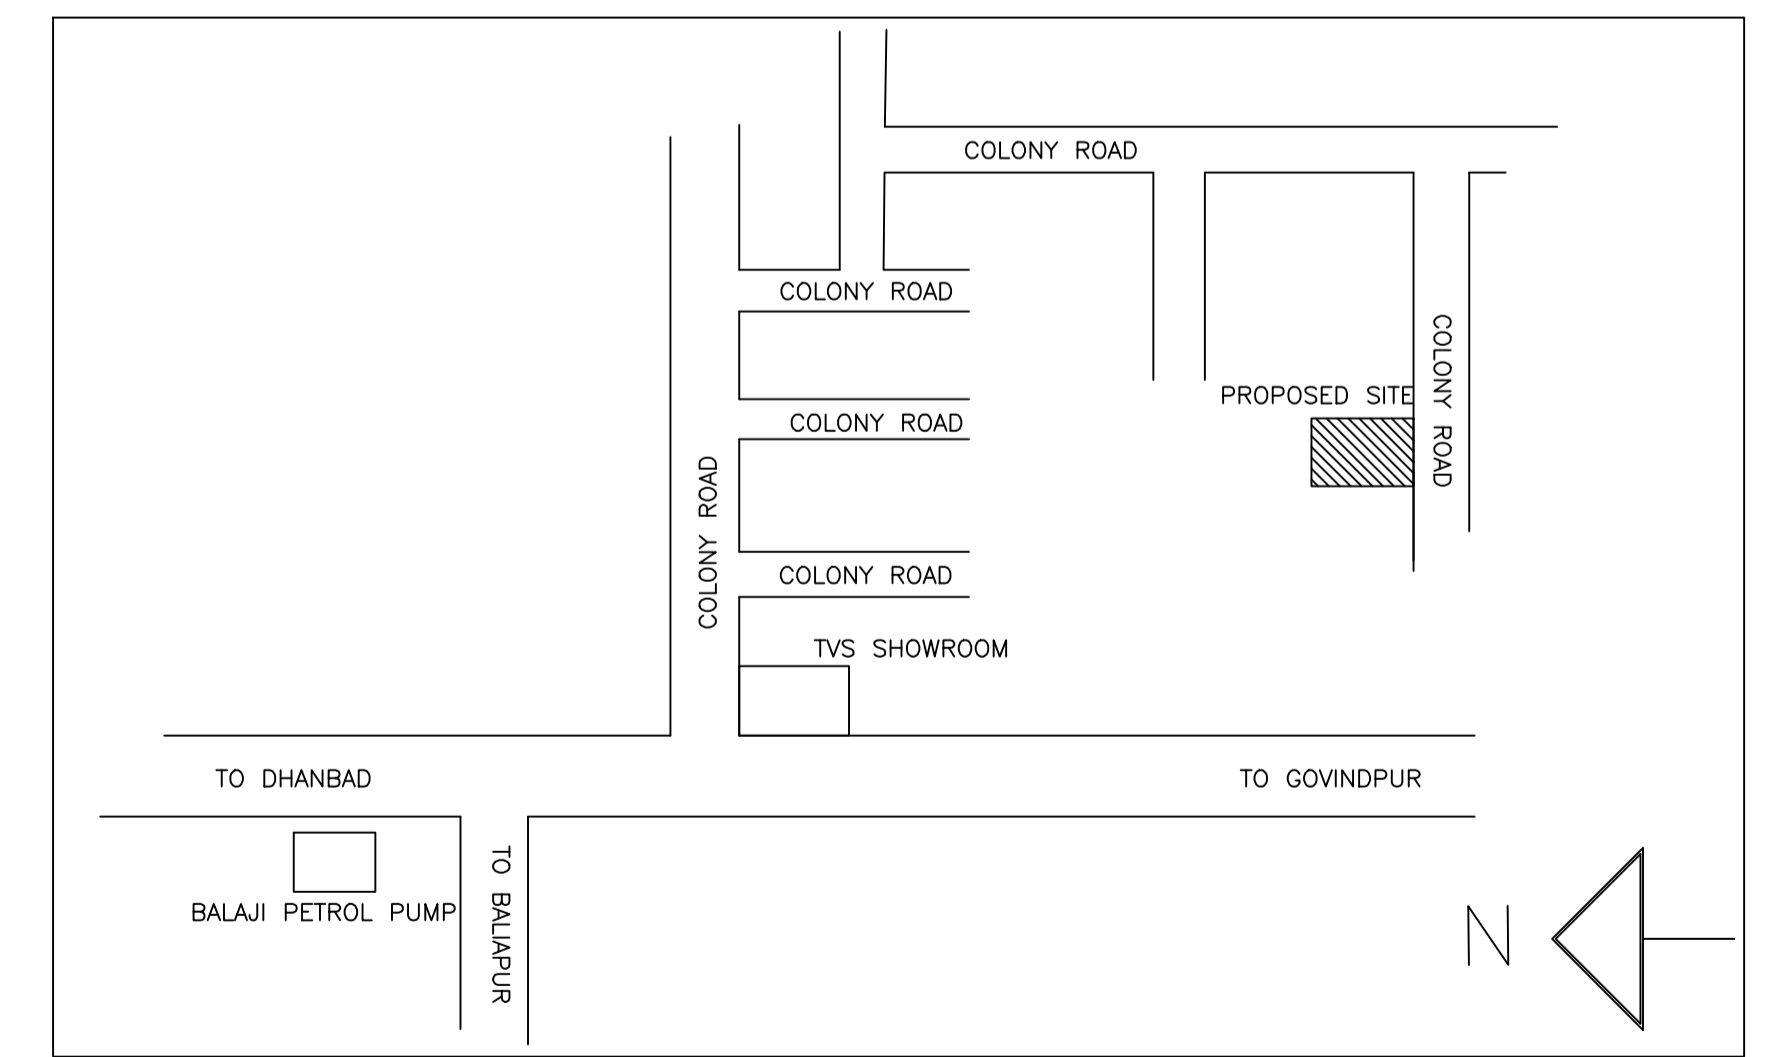 COLONY ROAD
COLONY ROAD
COLONY ROAD
PROPOSED SITE
COLONY ROAD
COLONY ROAD
COLONY ROAD
TVS SHOWROOM
TO DHANBAD
TO GOVINDPUR
TO BALIAPUR
BALAJI PETROL PUMP
N